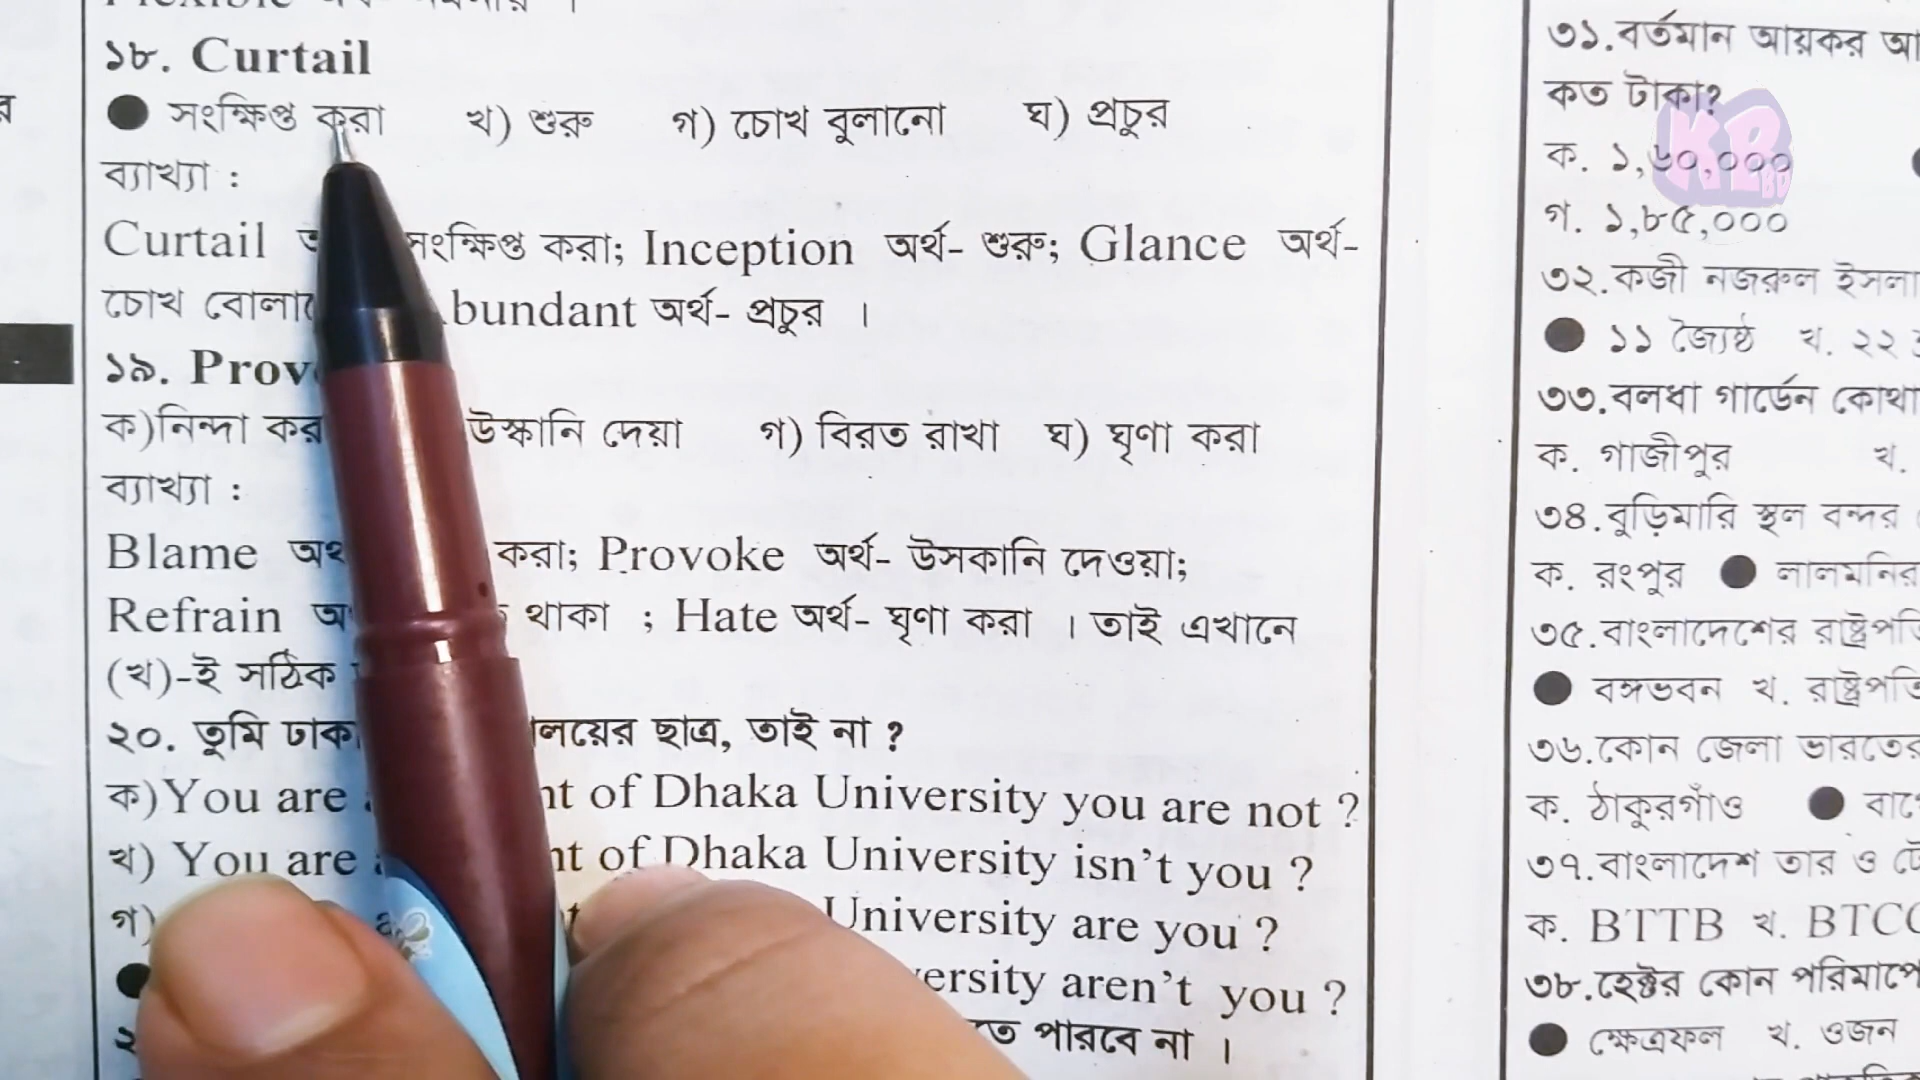 ১৮. Curtail
● সংক্ষিপ্ত করা খ) শুরু গ) চোখ বুলানো ঘ) প্রচুর
ব্যাখ্যা :
Curtail সংক্ষিপ্ত করা; Inception অর্থ- শুরু; Glance অর্থ-
চোখ bundant অর্থ- প্রচুর ।
১৯. Prov
ক)নিন্দা কর উস্কানি দেয়া গ) বিরত রাখা ঘ) ঘৃণা করা
ব্যাখ্যা :
Blame করা; Provoke অর্থ- উসকানি দেওয়া;
Refrain থাকা ; Hate অর্থ- ঘৃণা করা । তাই এখানে
(খ)-ই সঠিক
২০. তুমি ঢাকা লয়ের ছাত্র, তাই না ?
ক)You are nt of Dhaka University you are not ?
খ) You are nt of Dhaka University isn't you ?
গ) University are you ?
● ersity aren't you ?
পারবে না ।
৩১.বর্তমান আয়কর
কত টাকা?
ক. ১,৬০,০০০
গ. ১,৮৫,০০০
৩২.কজী নজরুল ইসলা
● ১১ জ্যৈষ্ঠ খ. ২২
৩৩.বলধা গার্ডেন কোথা
ক. গাজীপুর খ.
৩৪.বুড়িমারি স্থল বন্দর
ক. রংপুর ● লালমনির
৩৫.বাংলাদেশের রাষ্ট্রপতি
● বঙ্গভবন খ. রাষ্ট্রপতি
৩৬.কোন জেলা ভারতের
ক. ঠাকুরগাঁও ●
৩৭.বাংলাদেশ তার ও টে
ক. BTTB খ. BTCC
৩৮.হেক্টর কোন পরিমাপে
● ক্ষেত্রফল খ. ওজন
KB BD